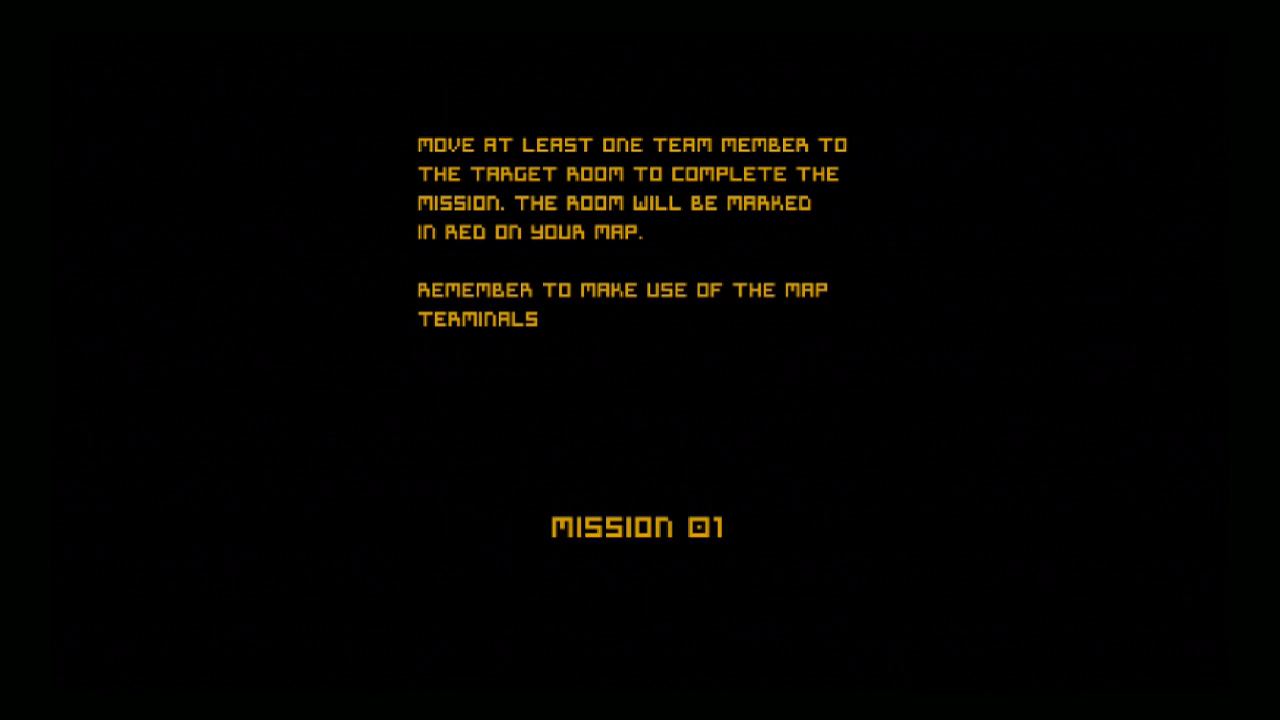 MOVE AT LEAST ONE TEAM MEMBER TO
THE TARGET ROOM TO COMPLETE THE
MISSION. THE ROOM WILL BE MARKED
IN RED ON YOUR MAP.
REMEMBER TO MAKE USE OF THE MAP
TERMINALS
MISSION 01